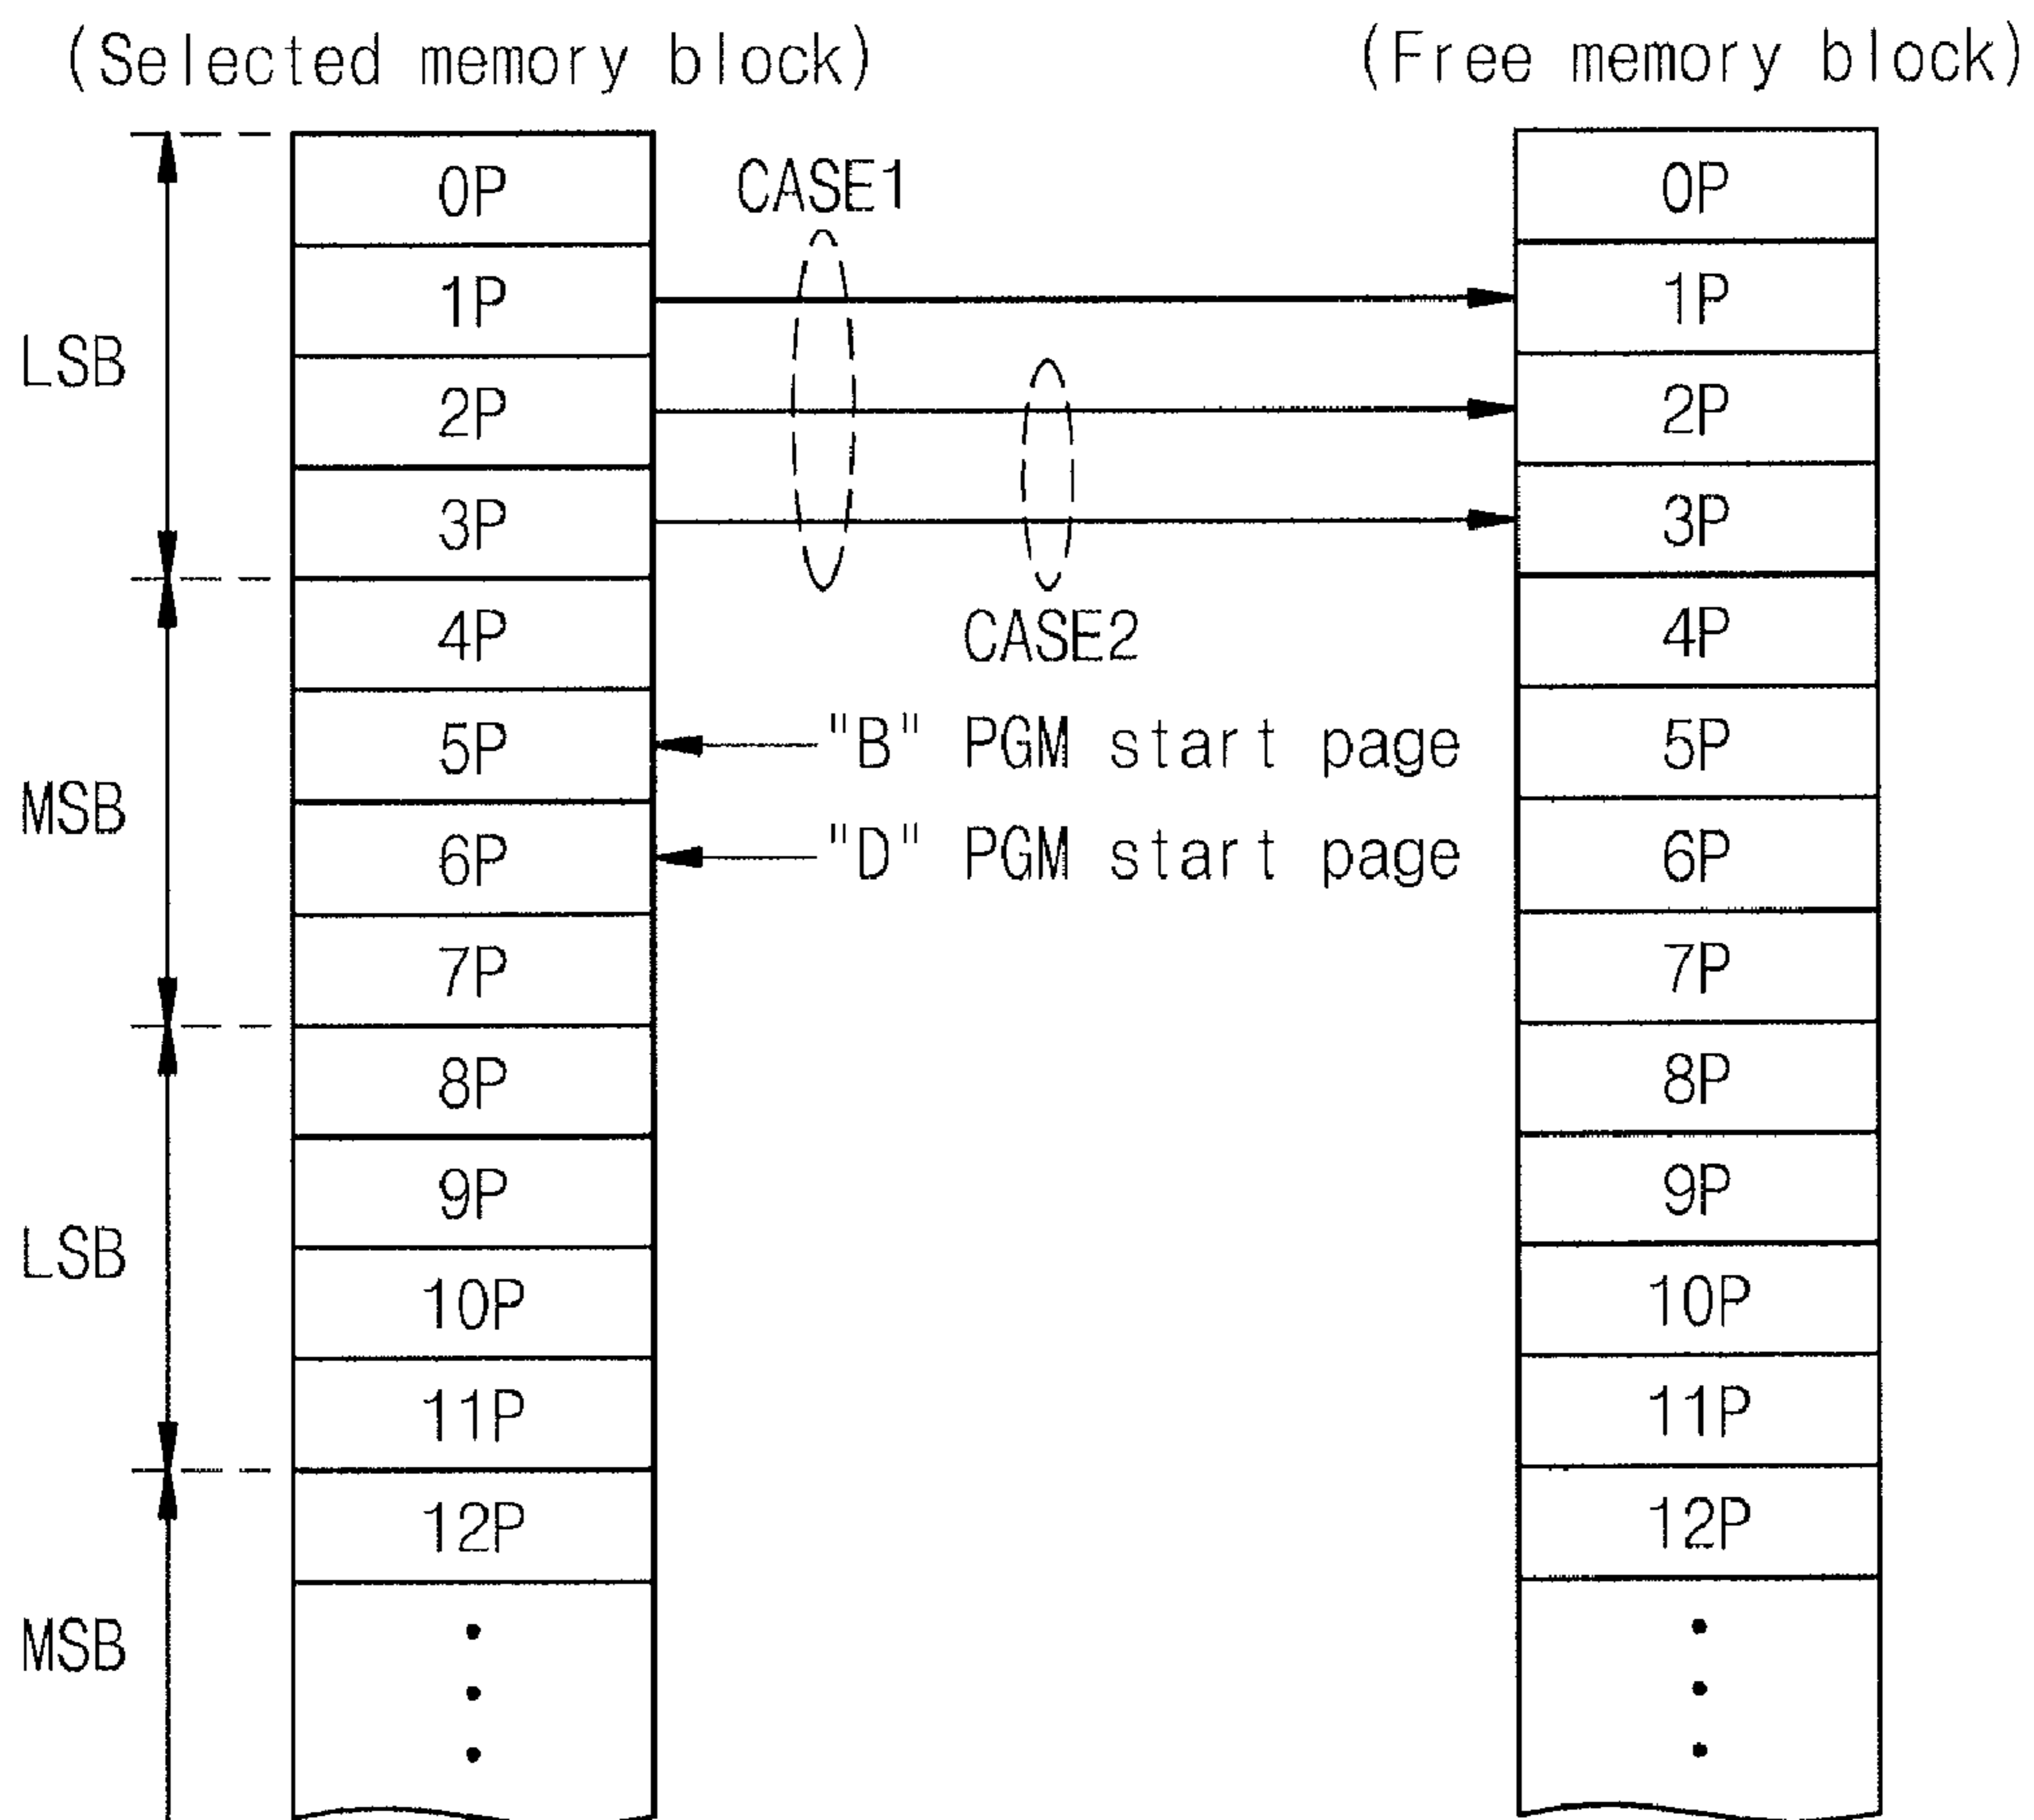 (Selected memory block)
(Free memory block)
LSB
MSB
LSB
MSB
0P
1P
2P
3P
4P
5P
6P
7P
8P
9P
10P
11P
12P
CASE1
CASE2
"B" PGM start page
"D" PGM start page
0P
1P
2P
3P
4P
5P
6P
7P
8P
9P
10P
11P
12P